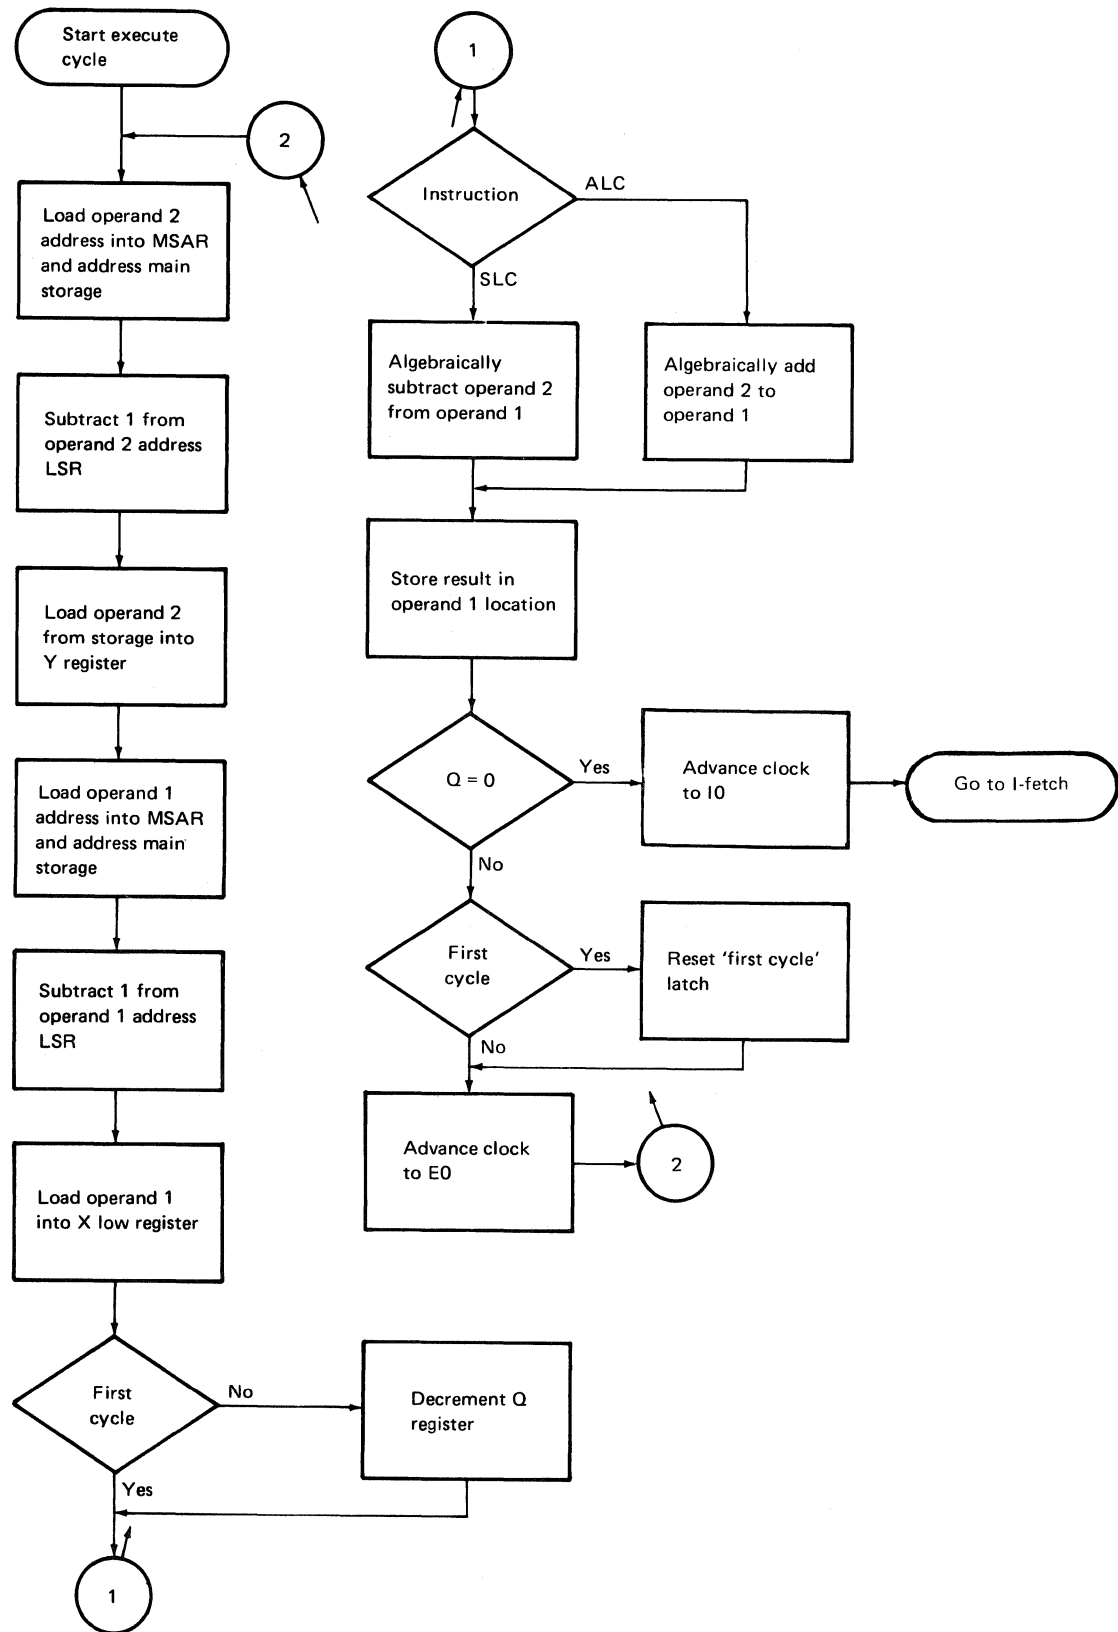 Start execute
cycle
2
Load operand 2
address into MSAR
and address main
storage
Subtract 1 from
operand 2 address
LSR
Load operand 2
from storage into
Y register
Load operand 1
address into MSAR
and address main
storage
Subtract 1 from
operand 1 address
LSR
Load operand 1
into X low register
First
cycle
No
Decrement Q
register
Yes
1
1
Instruction
ALC
SLC
Algebraically
subtract operand 2
from operand 1
Algebraically add
operand 2 to
operand 1
Store result in
operand 1 location
Q = 0
Yes
Advance clock
to I0
Go to I-fetch
No
First
cycle
Yes
Reset 'first cycle'
latch
No
Advance clock
to E0
2